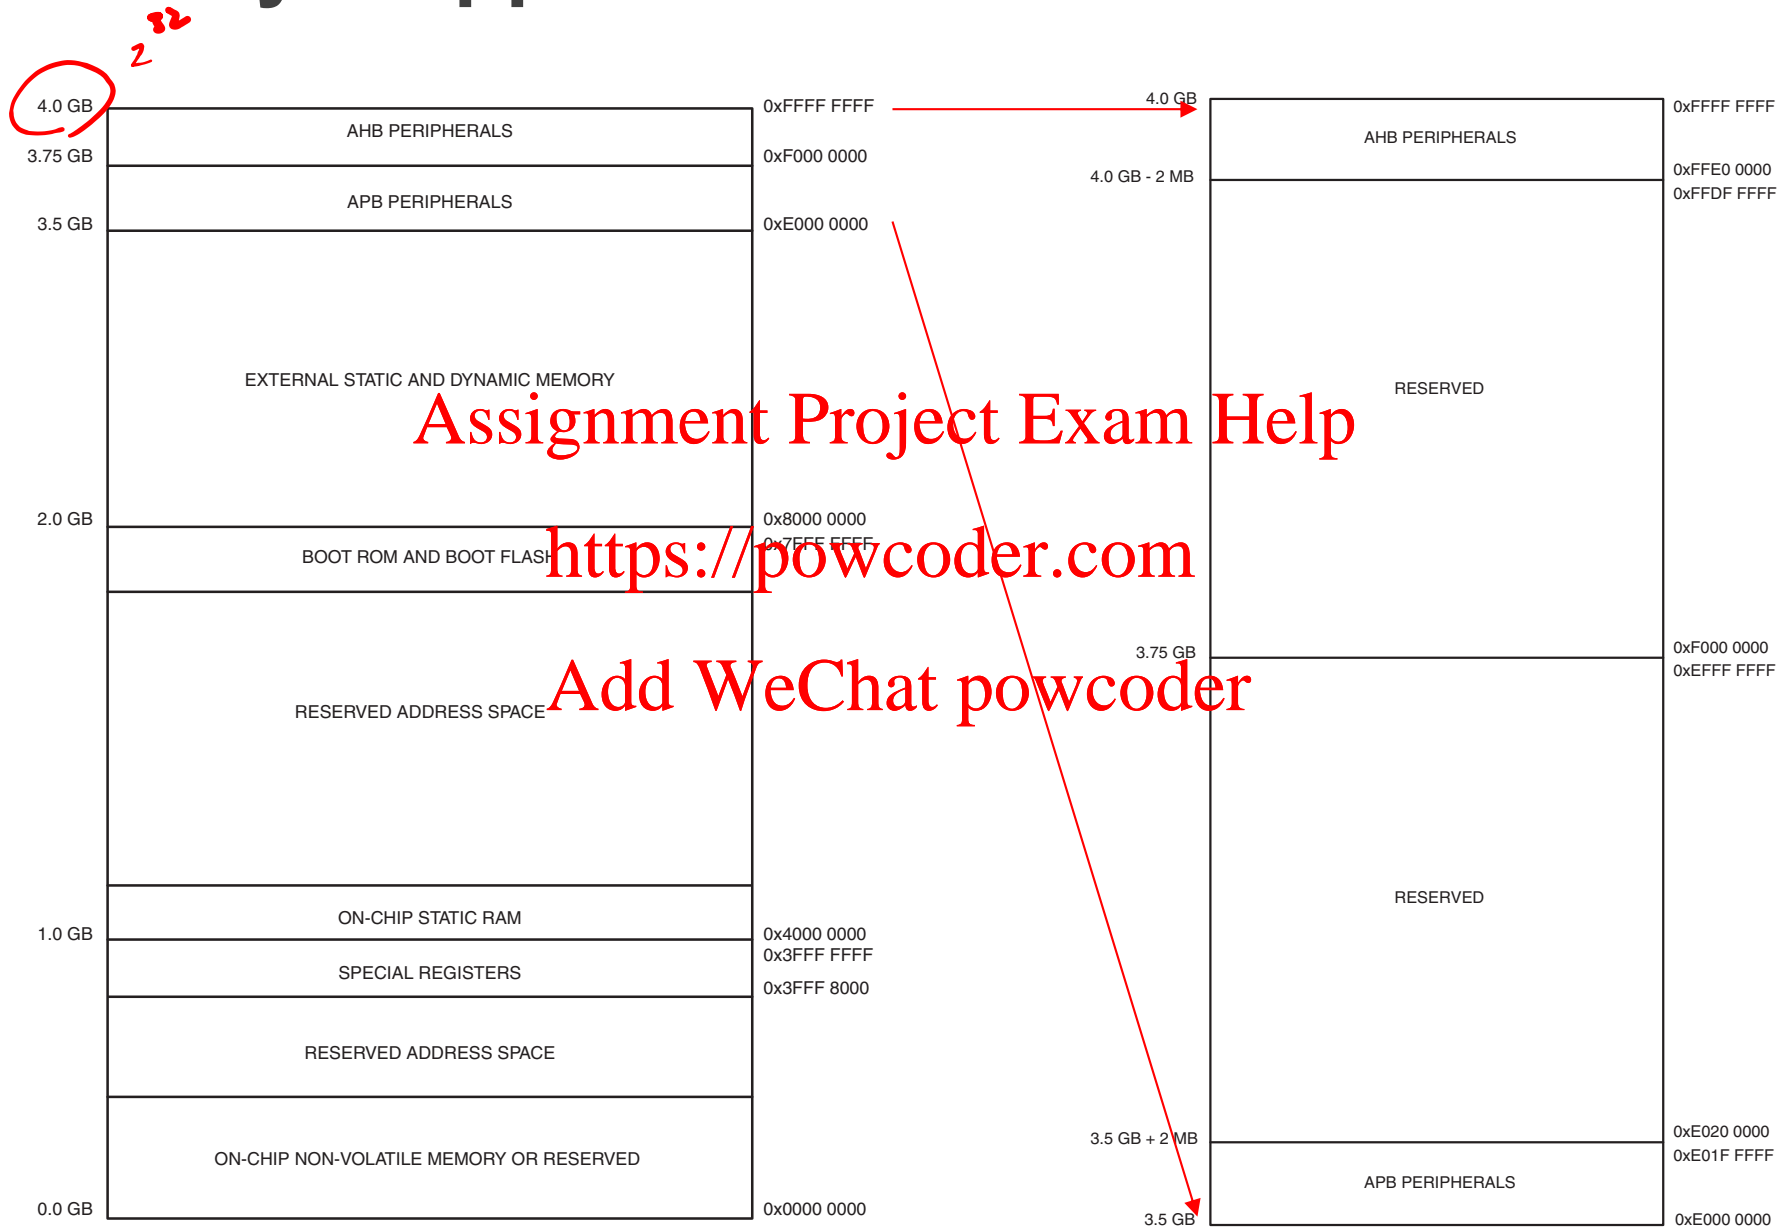 2^32
4.0 GB
AHB PERIPHERALS
0xFFFF FFFF
3.75 GB
0xF000 0000
APB PERIPHERALS
3.5 GB
0xE000 0000
EXTERNAL STATIC AND DYNAMIC MEMORY
2.0 GB
0x8000 0000
0x7FFF FFFF
BOOT ROM AND BOOT FLASH
RESERVED ADDRESS SPACE
ON-CHIP STATIC RAM
1.0 GB
0x4000 0000
0x3FFF FFFF
SPECIAL REGISTERS
0x3FFF 8000
RESERVED ADDRESS SPACE
ON-CHIP NON-VOLATILE MEMORY OR RESERVED
0.0 GB
0x0000 0000
4.0 GB
0xFFFF FFFF
AHB PERIPHERALS
4.0 GB - 2 MB
0xFFE0 0000
0xFFDF FFFF
RESERVED
3.75 GB
0xF000 0000
0xEFFF FFFF
RESERVED
3.5 GB + 2 MB
0xE020 0000
0xE01F FFFF
APB PERIPHERALS
3.5 GB
0xE000 0000
Assignment Project Exam Help
https://powcoder.com
Add WeChat powcoder